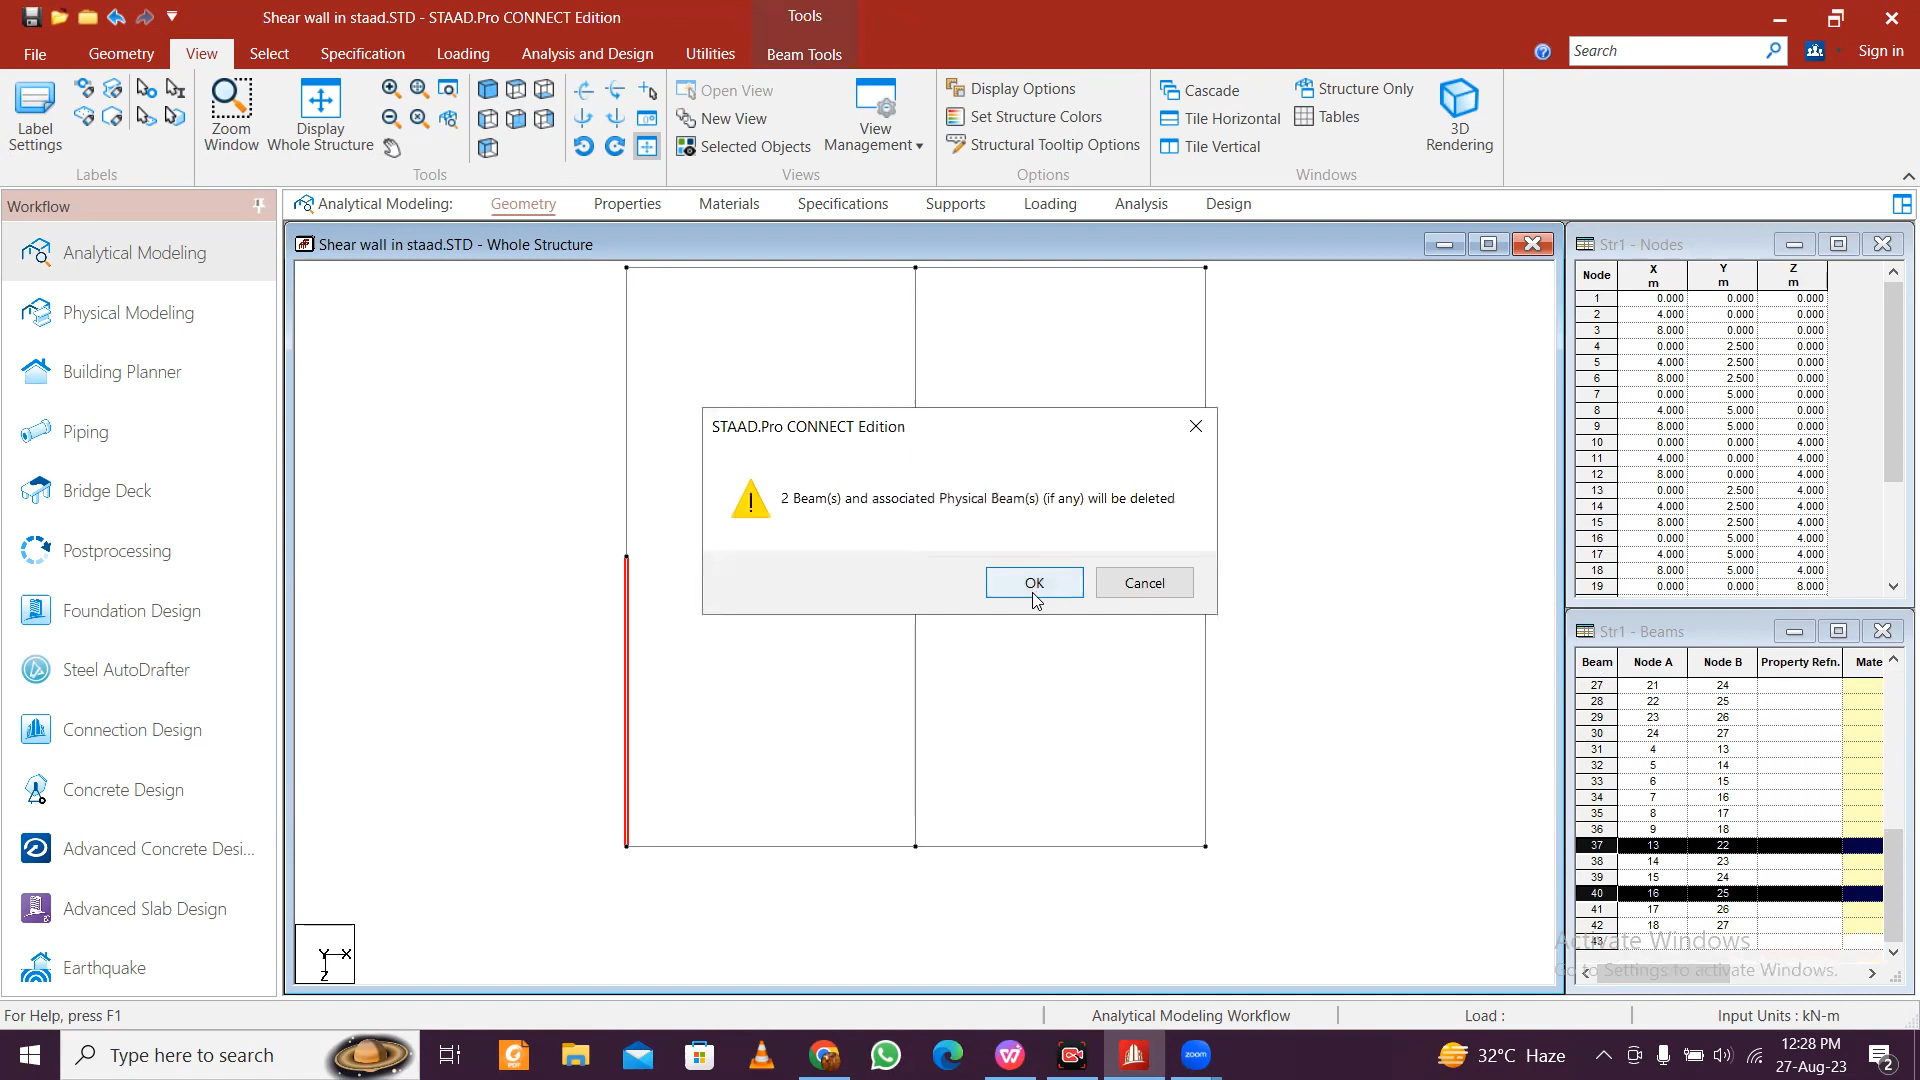 Shear wall in staad.STD - STAAD.Pro CONNECT Edition
Tools
File
Geometry
View
Select
Specification
Loading
Analysis and Design
Utilities
Beam Tools
Search
Sign in
Label Settings
Zoom Window
Display Whole Structure
Open View
New View
Selected Objects
View Management
Display Options
Set Structure Colors
Structural Tooltip Options
Cascade
Tile Horizontal
Tile Vertical
Structure Only
Tables
3D Rendering
Labels
Tools
Views
Options
Windows
Workflow
Analytical Modeling:
Geometry
Properties
Materials
Specifications
Supports
Loading
Analysis
Design
Analytical Modeling
Physical Modeling
Building Planner
Piping
Bridge Deck
Postprocessing
Foundation Design
Steel AutoDrafter
Connection Design
Concrete Design
Advanced Concrete Desi...
Advanced Slab Design
Earthquake
Shear wall in staad.STD - Whole Structure
STAAD.Pro CONNECT Edition
2 Beam(s) and associated Physical Beam(s) (if any) will be deleted
OK
Cancel
Y X
Z
Str1 - Nodes
Node X m Y m Z m
1 0.000 0.000 0.000
2 4.000 0.000 0.000
3 8.000 0.000 0.000
4 0.000 2.500 0.000
5 4.000 2.500 0.000
6 8.000 2.500 0.000
7 0.000 5.000 0.000
8 4.000 5.000 0.000
9 8.000 5.000 0.000
10 0.000 0.000 4.000
11 4.000 0.000 4.000
12 8.000 0.000 4.000
13 0.000 2.500 4.000
14 4.000 2.500 4.000
15 8.000 2.500 4.000
16 0.000 5.000 4.000
17 4.000 5.000 4.000
18 8.000 5.000 4.000
19 0.000 0.000 8.000
Str1 - Beams
Beam Node A Node B Property Refn. Mate
27 21 24
28 22 25
29 23 26
30 24 27
31 4 13
32 5 14
33 6 15
34 7 16
35 8 17
36 9 18
37 13 22
38 14 23
39 15 24
40 16 25
41 17 26
42 18 27
43
Activate Windows
Go to Settings to activate Windows.
For Help, press F1
Analytical Modeling Workflow
Load :
Input Units : kN-m
Type here to search
zoom
32°C Haze
12:28 PM
27-Aug-23
2